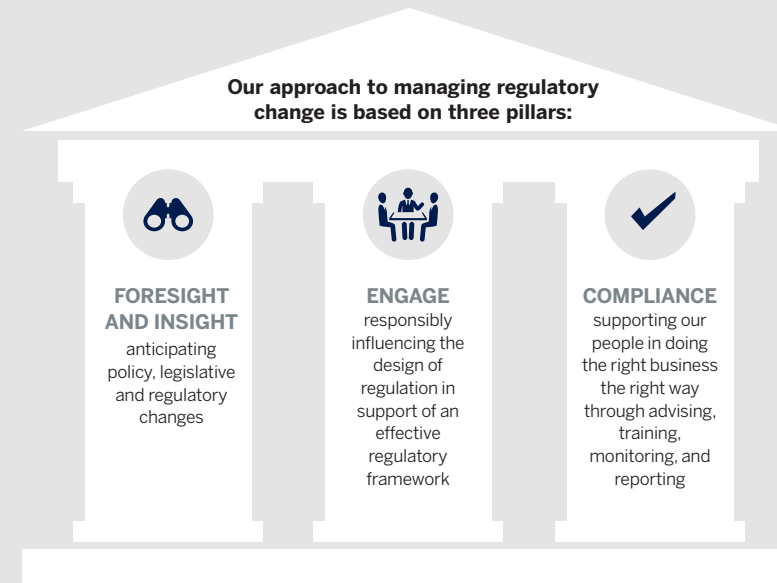 Our approach to managing regulatory
change is based on three pillars:
FORESIGHT
AND INSIGHT
anticipating
policy, legislative
and regulatory
changes
ENGAGE
responsibly
influencing the
design of
regulation in
support of an
effective
regulatory
framework
COMPLIANCE
supporting our
people in doing
the right business
the right way
through advising,
training,
monitoring, and
reporting